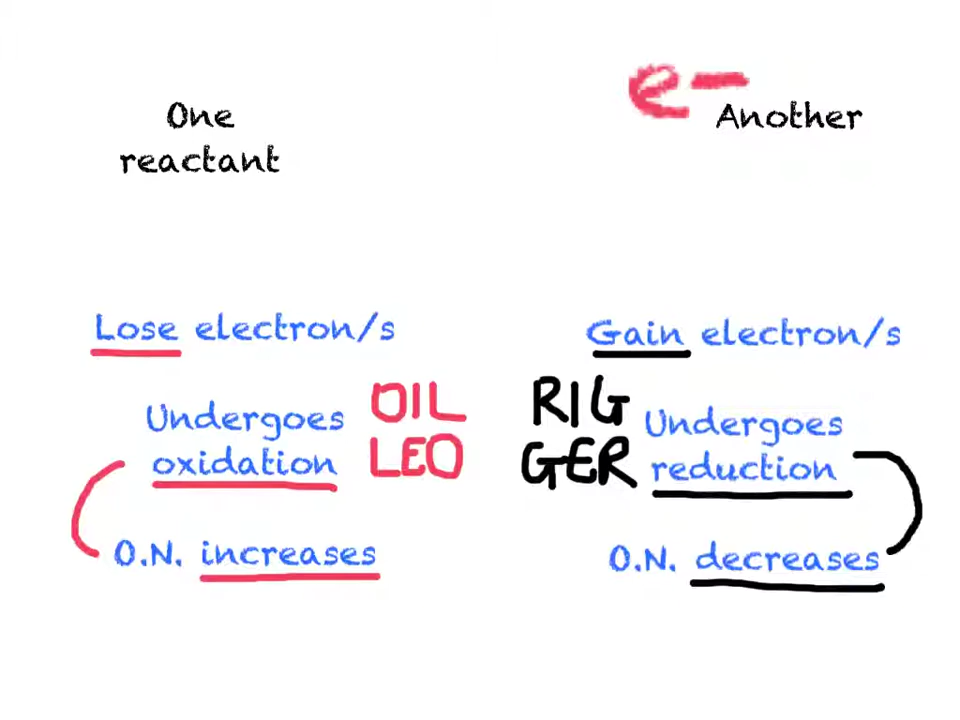 One
reactant
e-
Another
Lose electron/s
Undergoes
oxidation
OIL
LEO
O.N. increases
Gain electron/s
RIG
GER
Undergoes
reduction
O.N. decreases